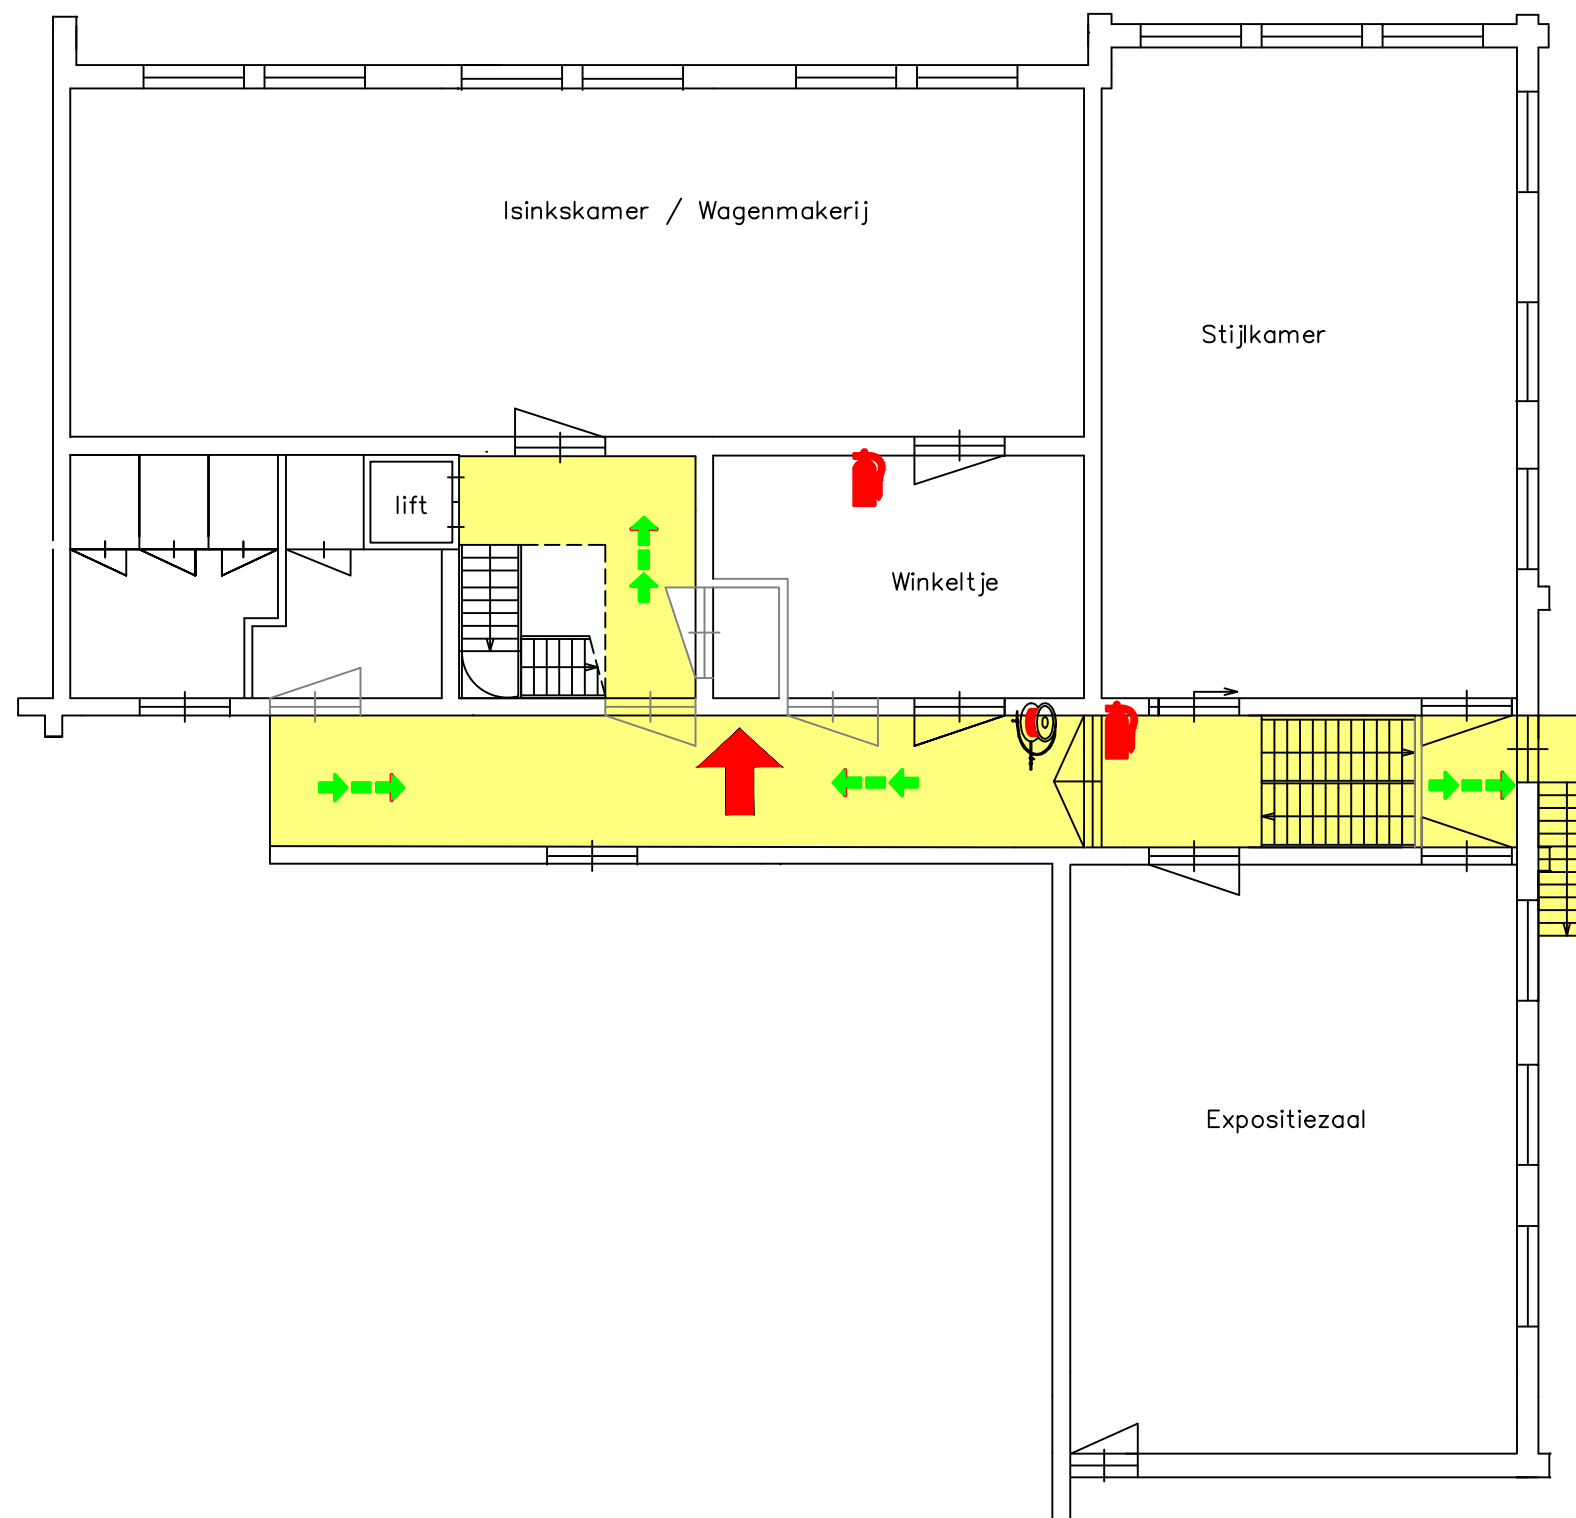 Isinkskamer / Wagenmakerij
Stijlkamer
lift
Winkeltje
Expositiezaal